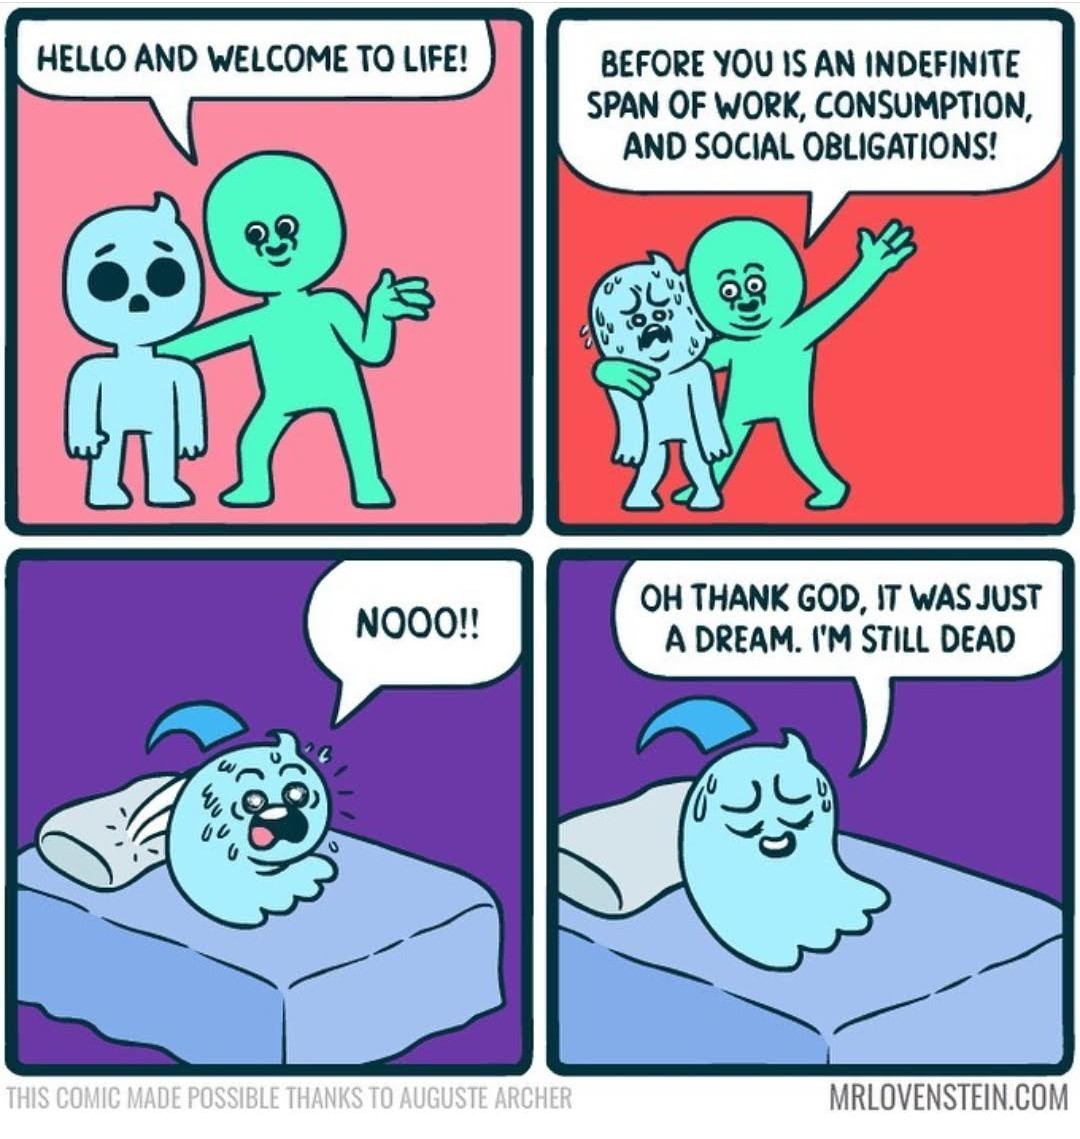 HELLO AND WELCOME TO LIFE!
BEFORE YOU IS AN INDEFINITE
SPAN OF WORK, CONSUMPTION,
AND SOCIAL OBLIGATIONS!
NOOO!!
OH THANK GOD, IT WAS JUST
A DREAM. I'M STILL DEAD
THIS COMIC MADE POSSIBLE THANKS TO AUGUSTE ARCHER
MRLOVENSTEIN.COM